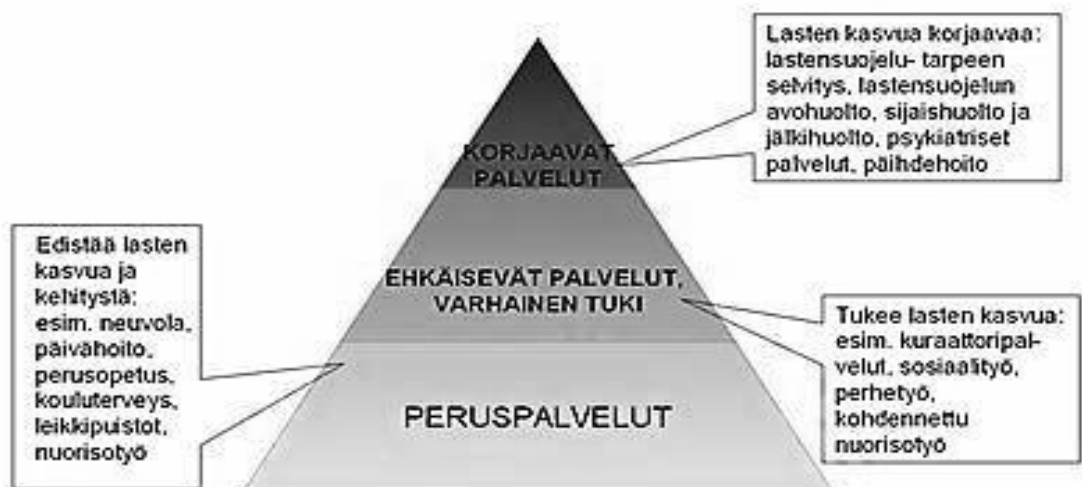 Lasten kasvua korjaavaa:
lastensuojelu- tarpeen
selvitys, lastensuojelun
avohuolto, sijaishuolto ja
jälkihuolto, psykiatriset
palvelut, päihdehoito
KORJAAVAT
PALVELUT
Edistää lasten
kasvua ja
kehitystä:
esim. neuvola,
päivähoito,
perusopetus,
kouluterveys,
leikkipuistot,
nuorisotyö
EHKÄISEVÄT PALVELUT,
VARHAINEN TUKI
Tukee lasten kasvua:
esim. kuraattoripal-
velut, sosiaalityö,
perhetyö,
kohdennettu
nuorisotyö
PERUSPALVELUT